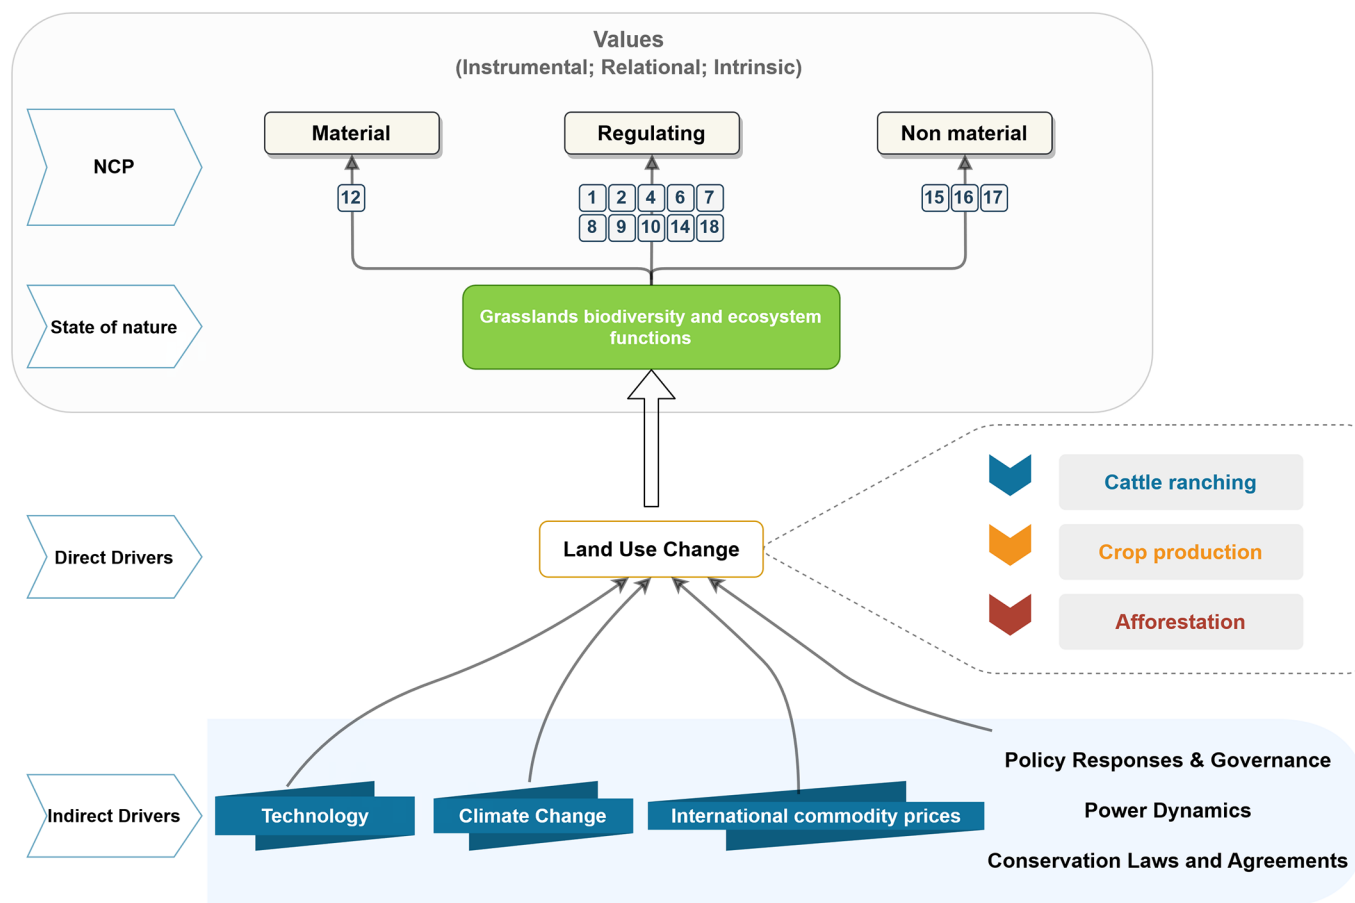 Values
(Instrumental; Relational; Intrinsic)
NCP
Material
Regulating
Non material
12
1 2 4 6 7
8 9 10 14 18
15 16 17
State of nature
Grasslands biodiversity and ecosystem
functions
Direct Drivers
Land Use Change
Cattle ranching
Crop production
Afforestation
Indirect Drivers
Technology
Climate Change
International commodity prices
Policy Responses & Governance
Power Dynamics
Conservation Laws and Agreements